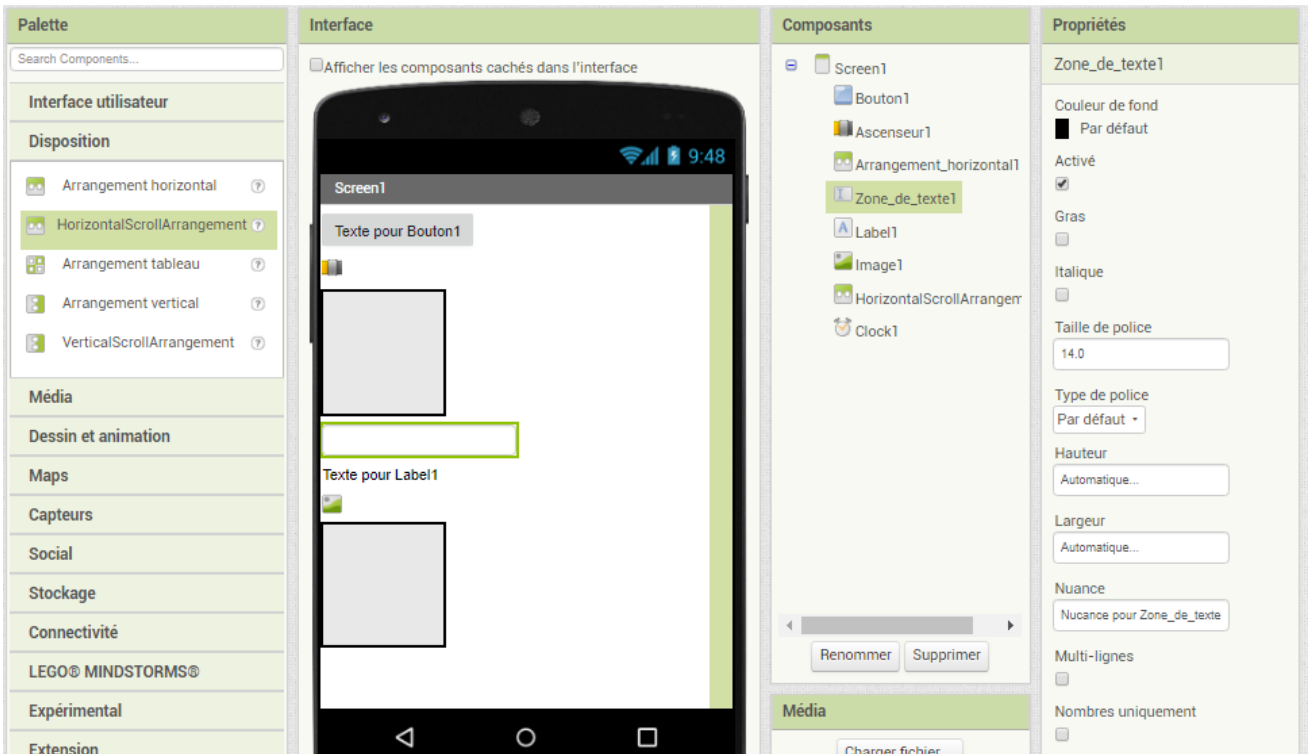 Palette
Search Components...
Interface utilisateur
Disposition
Arrangement horizontal ?
HorizontalScrollArrangement ?
Arrangement tableau ?
Arrangement vertical ?
VerticalScrollArrangement ?
Média
Dessin et animation
Maps
Capteurs
Social
Stockage
Connectivité
LEGO® MINDSTORMS®
Expérimental
Extension
Interface
Afficher les composants cachés dans l'interface
9:48
Screen1
Texte pour Bouton1
Texte pour Label1
Composants
Screen1
Bouton1
Ascenseur1
Arrangement_horizontal1
Zone_de_texte1
Label1
Image1
HorizontalScrollArrangem
Clock1
Renommer Supprimer
Média
Charger fichier...
Propriétés
Zone_de_texte1
Couleur de fond
Par défaut
Activé
Gras
Italique
Taille de police
14.0
Type de police
Par défaut
Hauteur
Automatique...
Largeur
Automatique...
Nuance
Nucance pour Zone_de_texte
Multi-lignes
Nombres uniquement